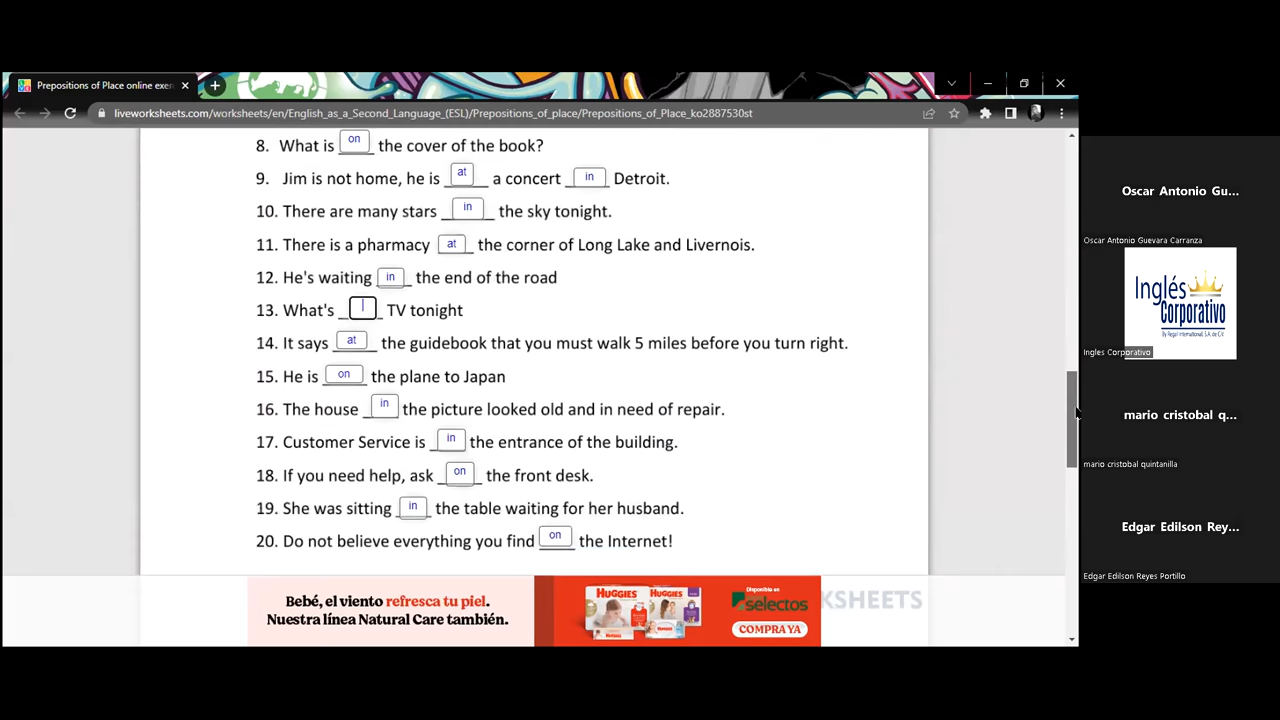 Prepositions of Place online exer
liveworksheets.com/worksheets/en/English_as_a_Second_Language_(ESL)/Prepositions_of_place/Prepositions_of_Place_ko2887530st
8. What is on the cover of the book?
9. Jim is not home, he is at a concert in Detroit.
10. There are many stars in the sky tonight.
11. There is a pharmacy at the corner of Long Lake and Livernois.
12. He's waiting in the end of the road
13. What's ____ TV tonight
14. It says at the guidebook that you must walk 5 miles before you turn right.
15. He is on the plane to Japan
16. The house in the picture looked old and in need of repair.
17. Customer Service is in the entrance of the building.
18. If you need help, ask on the front desk.
19. She was sitting in the table waiting for her husband.
20. Do not believe everything you find on the Internet!
Bebé, el viento refresca tu piel.
Nuestra línea Natural Care también.
HUGGIES
HUGGIES
Disponible en
selectos
COMPRA YA
KSHEETS
Oscar Antonio Gu...
Oscar Antonio Guevara Carranza
Inglés
Corporativo
By Regal International, S.A. de C.V.
Ingles Corporativo
mario cristobal q...
mario cristobal quintanilla
Edgar Edilson Rey...
Edgar Edilson Reyes Portillo